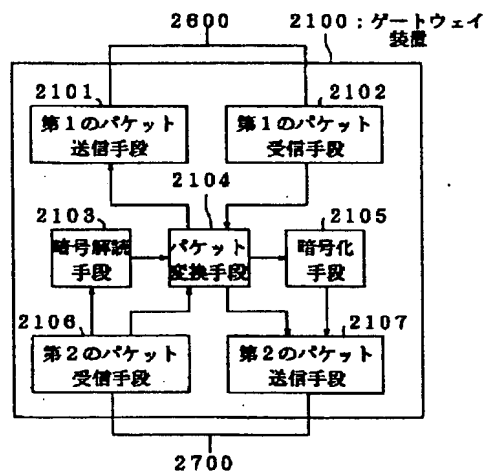 2600
2100:ゲートウェイ
装置
2101
2102
第1のパケット
送信手段
第1のパケット
受信手段
2104
2103
2105
暗号解読
手段
パケット
変換手段
暗号化
手段
2106
2107
第2のパケット
受信手段
第2のパケット
送信手段
2700